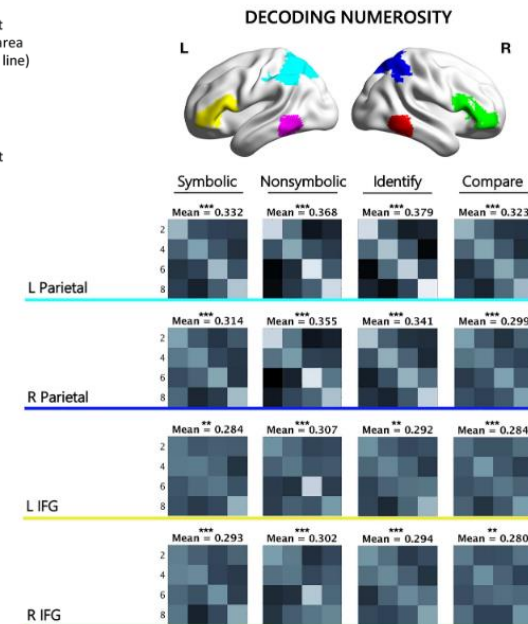 DECODING NUMEROSITY
t
area
line)
L
R
t
Symbolic Nonsymbolic Identify Compare
*** *** *** ***
Mean = 0.332 Mean = 0.368 Mean = 0.379 Mean = 0.323
2
4
6
8
L Parietal
*** *** *** ***
Mean = 0.314 Mean = 0.355 Mean = 0.341 Mean = 0.299
2
4
6
8
R Parietal
** *** ** ***
Mean = 0.284 Mean = 0.307 Mean = 0.292 Mean = 0.284
2
4
6
8
L IFG
*** *** *** **
Mean = 0.293 Mean = 0.302 Mean = 0.294 Mean = 0.280
2
4
6
8
R IFG